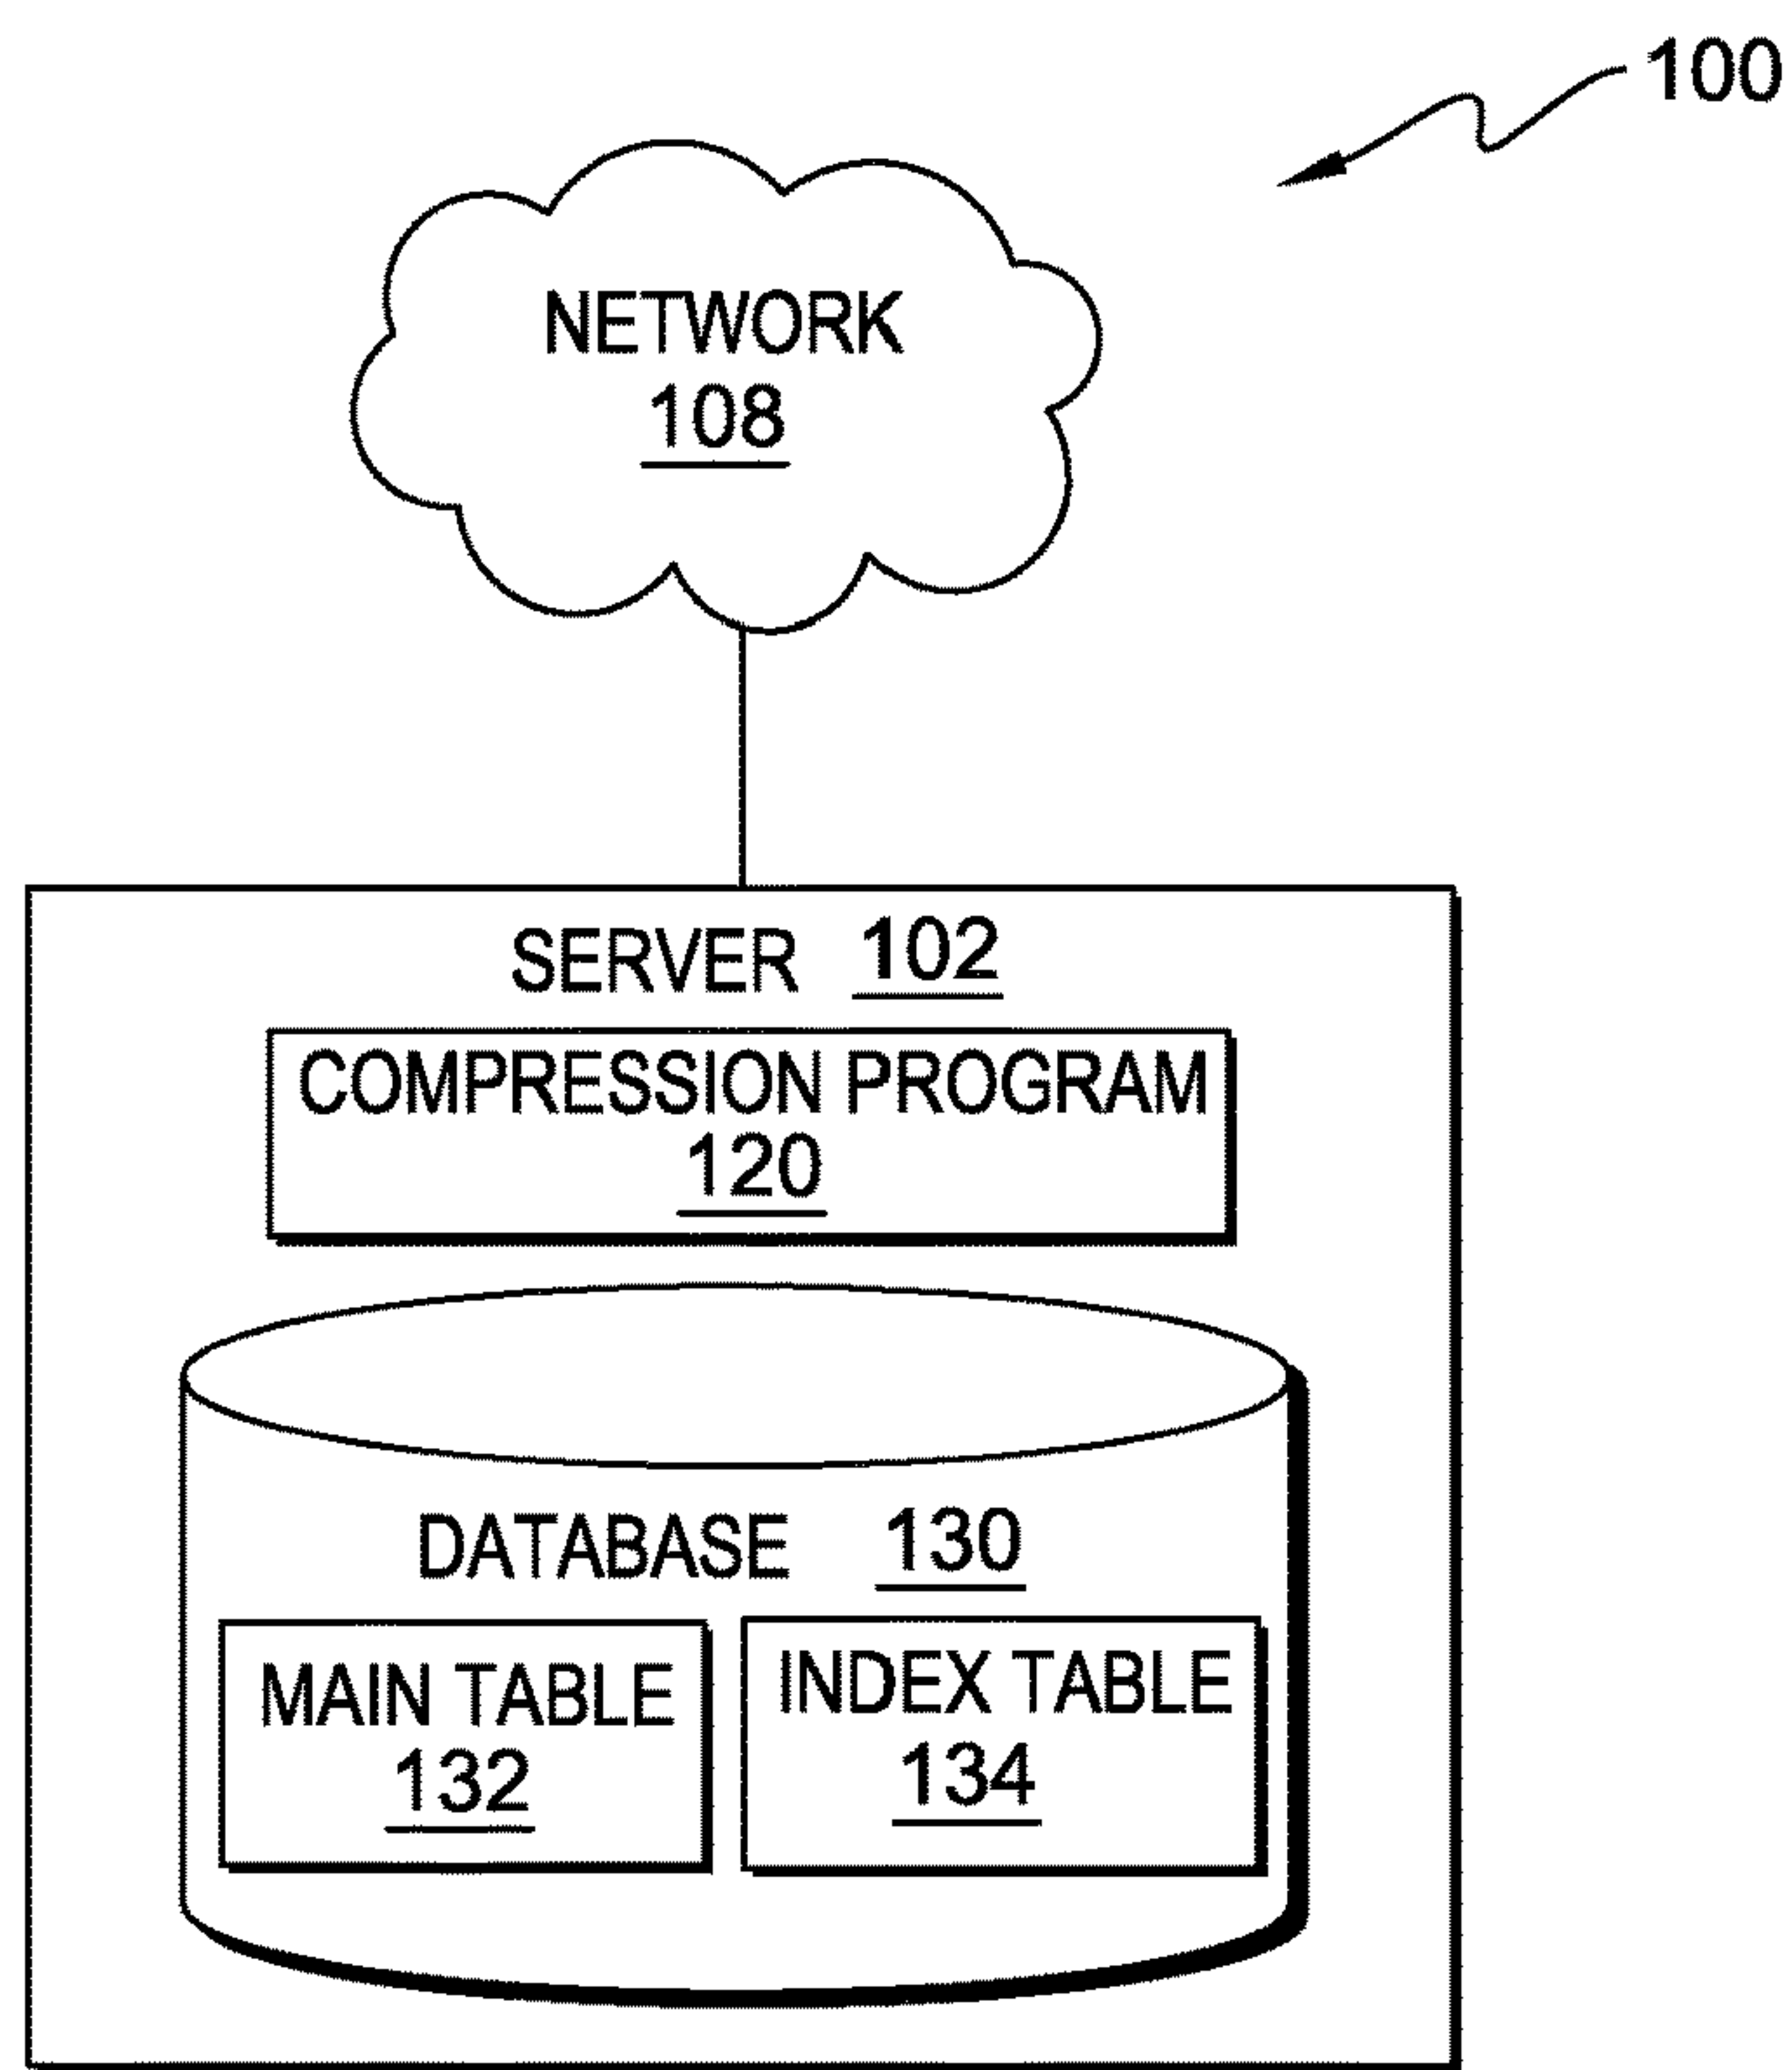 100
NETWORK
108
SERVER 102
COMPRESSION PROGRAM
120
DATABASE 130
MAIN TABLE
132
INDEX TABLE
134